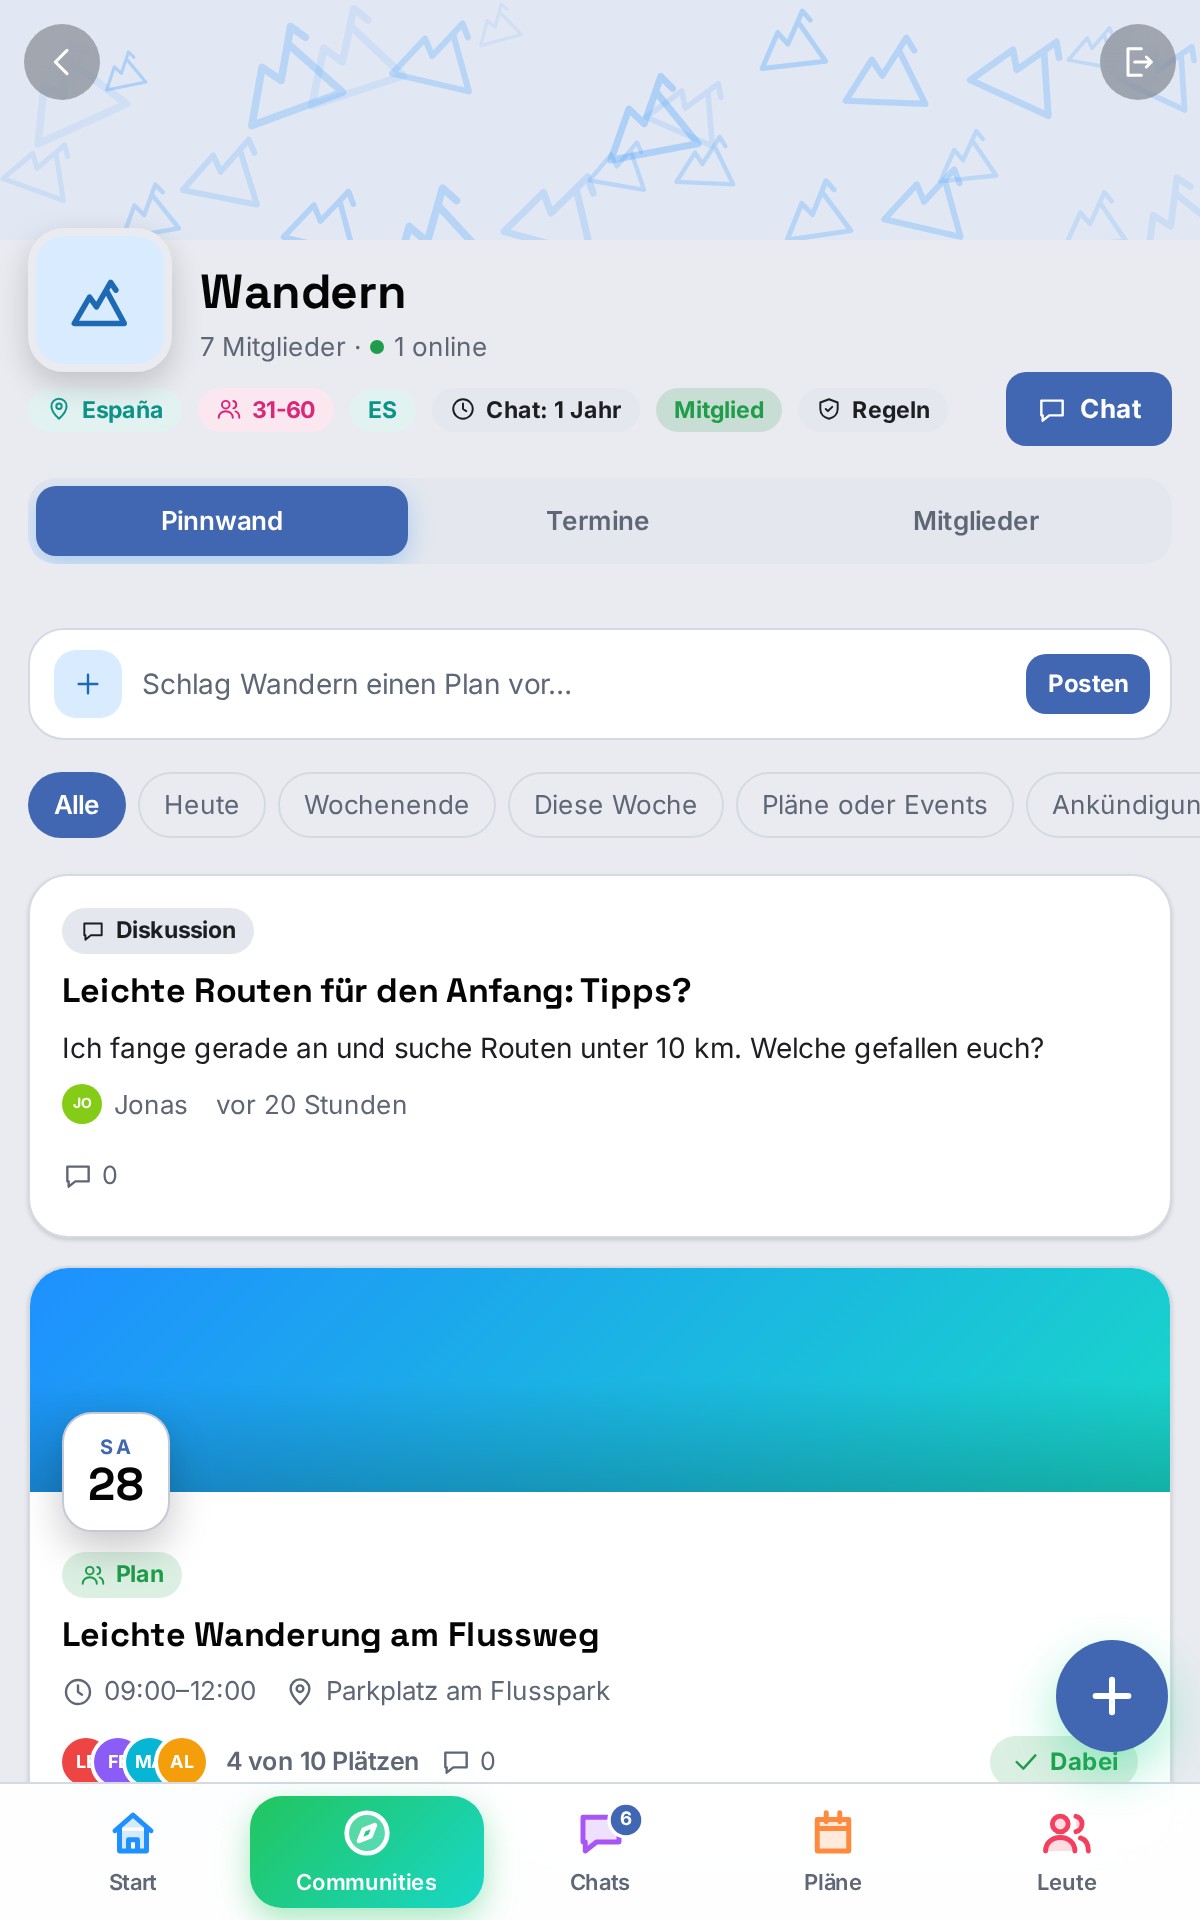 Wandern
7 Mitglieder · 1 online
España 31-60 ES Chat: 1 Jahr Mitglied Regeln
Chat
Pinnwand Termine Mitglieder
Schlag Wandern einen Plan vor... Posten
Alle Heute Wochenende Diese Woche Pläne oder Events Ankündigun
Diskussion
Leichte Routen für den Anfang: Tipps?
Ich fange gerade an und suche Routen unter 10 km. Welche gefallen euch?
JO Jonas vor 20 Stunden
0
SA
28
Plan
Leichte Wanderung am Flussweg
09:00–12:00 Parkplatz am Flusspark
AL 4 von 10 Plätzen 0 Dabei
6
Start Communities Chats Pläne Leute